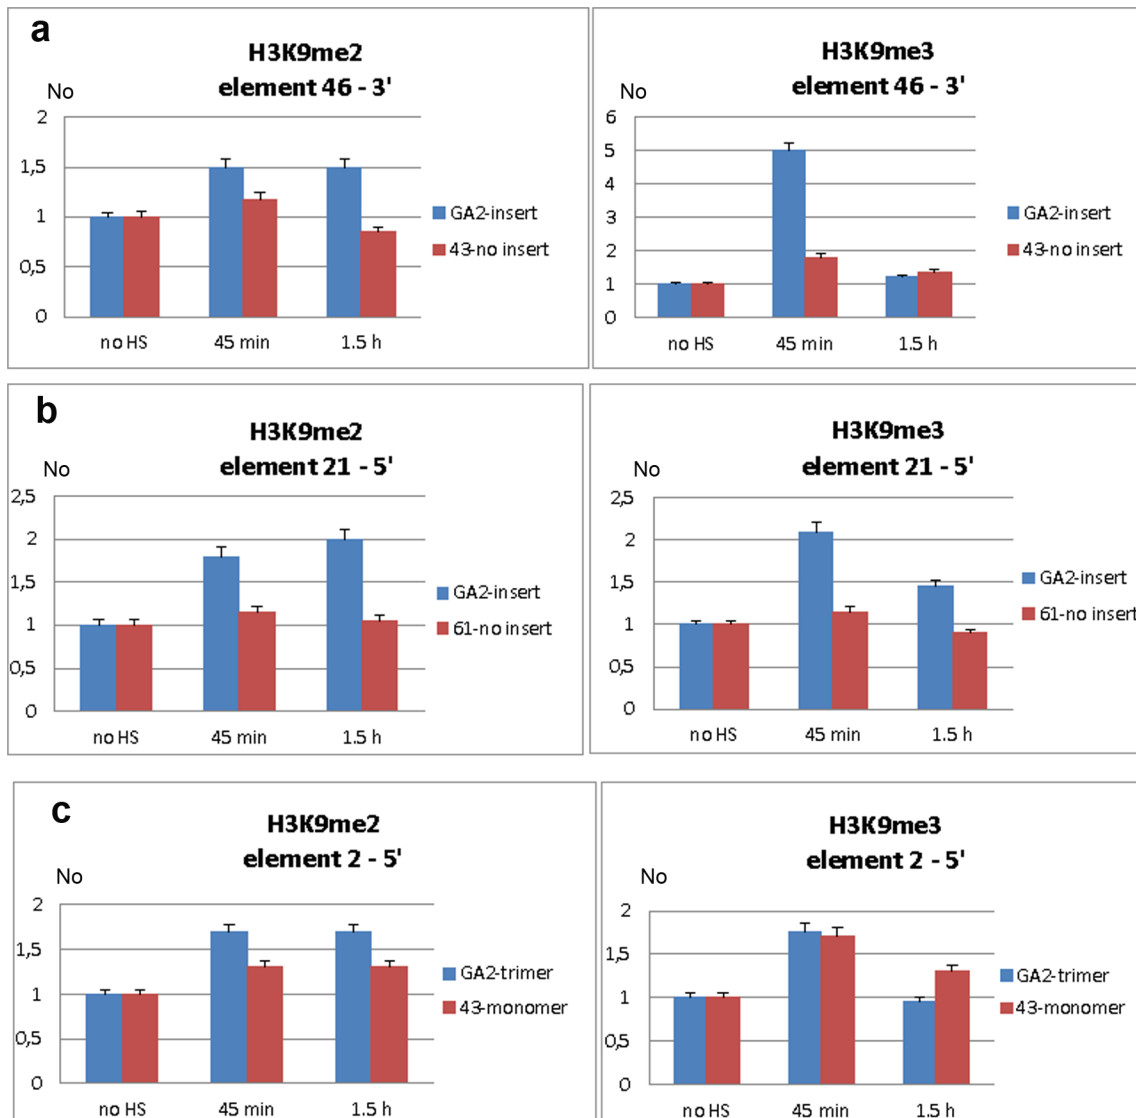 a
H3K9me2
element 46 - 3'
No
2
1,5
1
0,5
0
no HS
45 min
1.5 h
GA2-insert
43-no insert
H3K9me3
element 46 - 3'
No
6
5
4
3
2
1
0
no HS
45 min
1.5 h
GA2-insert
43-no insert
b
H3K9me2
element 21 - 5'
No
2,5
2
1,5
1
0,5
0
no HS
45 min
1.5 h
GA2-insert
61-no insert
H3K9me3
element 21 - 5'
No
2,5
2
1,5
1
0,5
0
no HS
45 min
1.5 h
GA2-insert
61-no insert
c
H3K9me2
element 2 - 5'
No
2
1,5
1
0,5
0
no HS
45 min
1.5 h
GA2-trimer
43-monomer
H3K9me3
element 2 - 5'
No
2
1,5
1
0,5
0
no HS
45 min
1.5 h
GA2-trimer
43-monomer